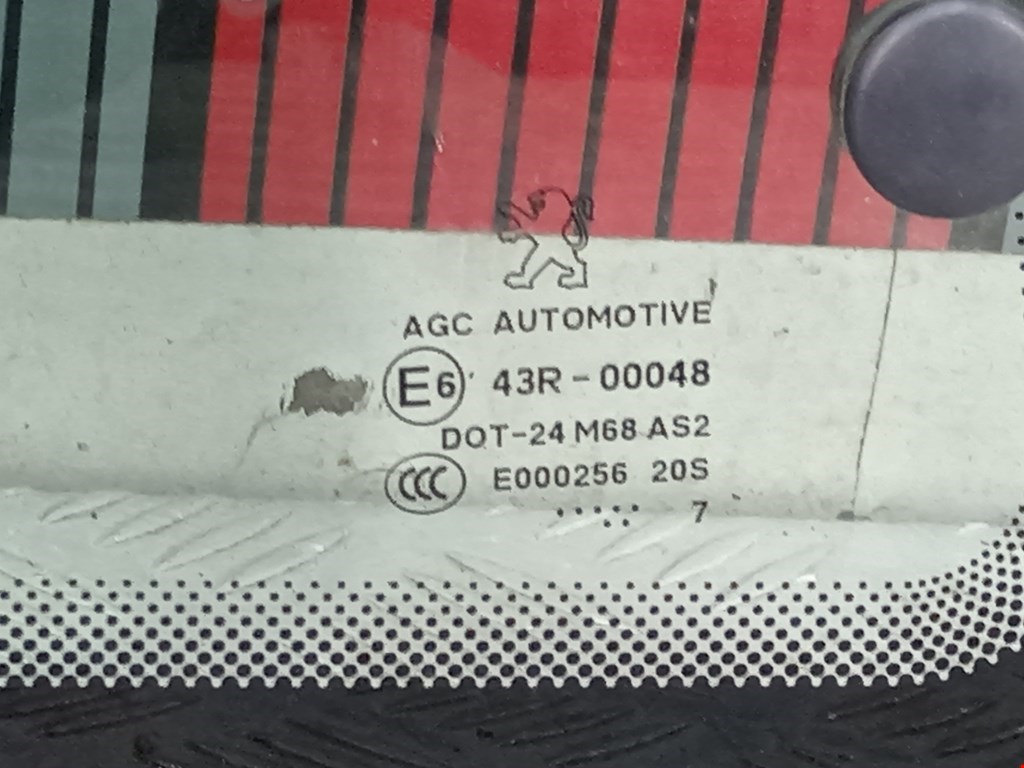 AGC AUTOMOTIVE
E6 43R-00048
DOT-24 M68 AS2
CCC E000256 20S
7